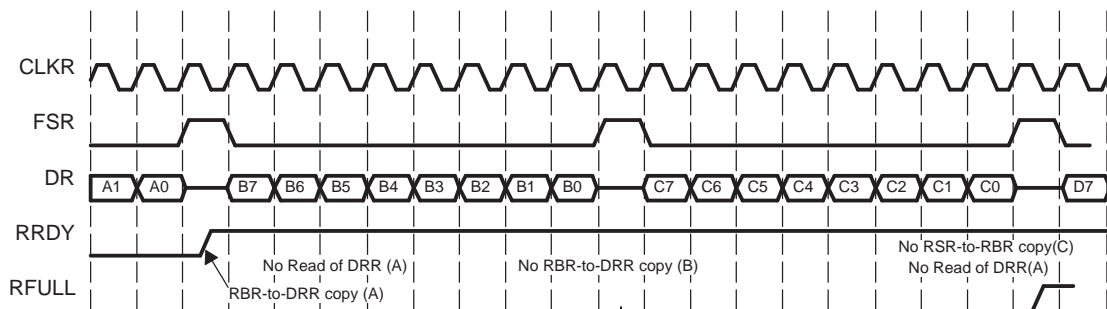 CLKR
FSR
DR A1 A0 B7 B6 B5 B4 B3 B2 B1 B0 C7 C6 C5 C4 C3 C2 C1 C0 D7
RRDY
No RSR-to-RBR copy(C)
No Read of DRR (A) No RBR-to-DRR copy (B) No Read of DRR(A)
RFULL
RBR-to-DRR copy (A)